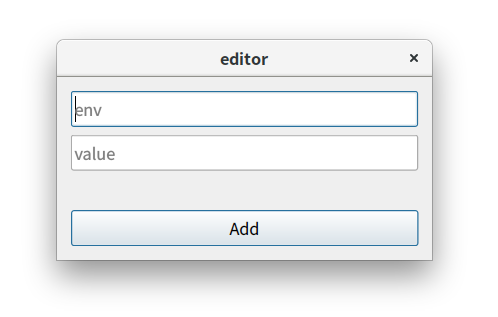 editor
env
value
Add